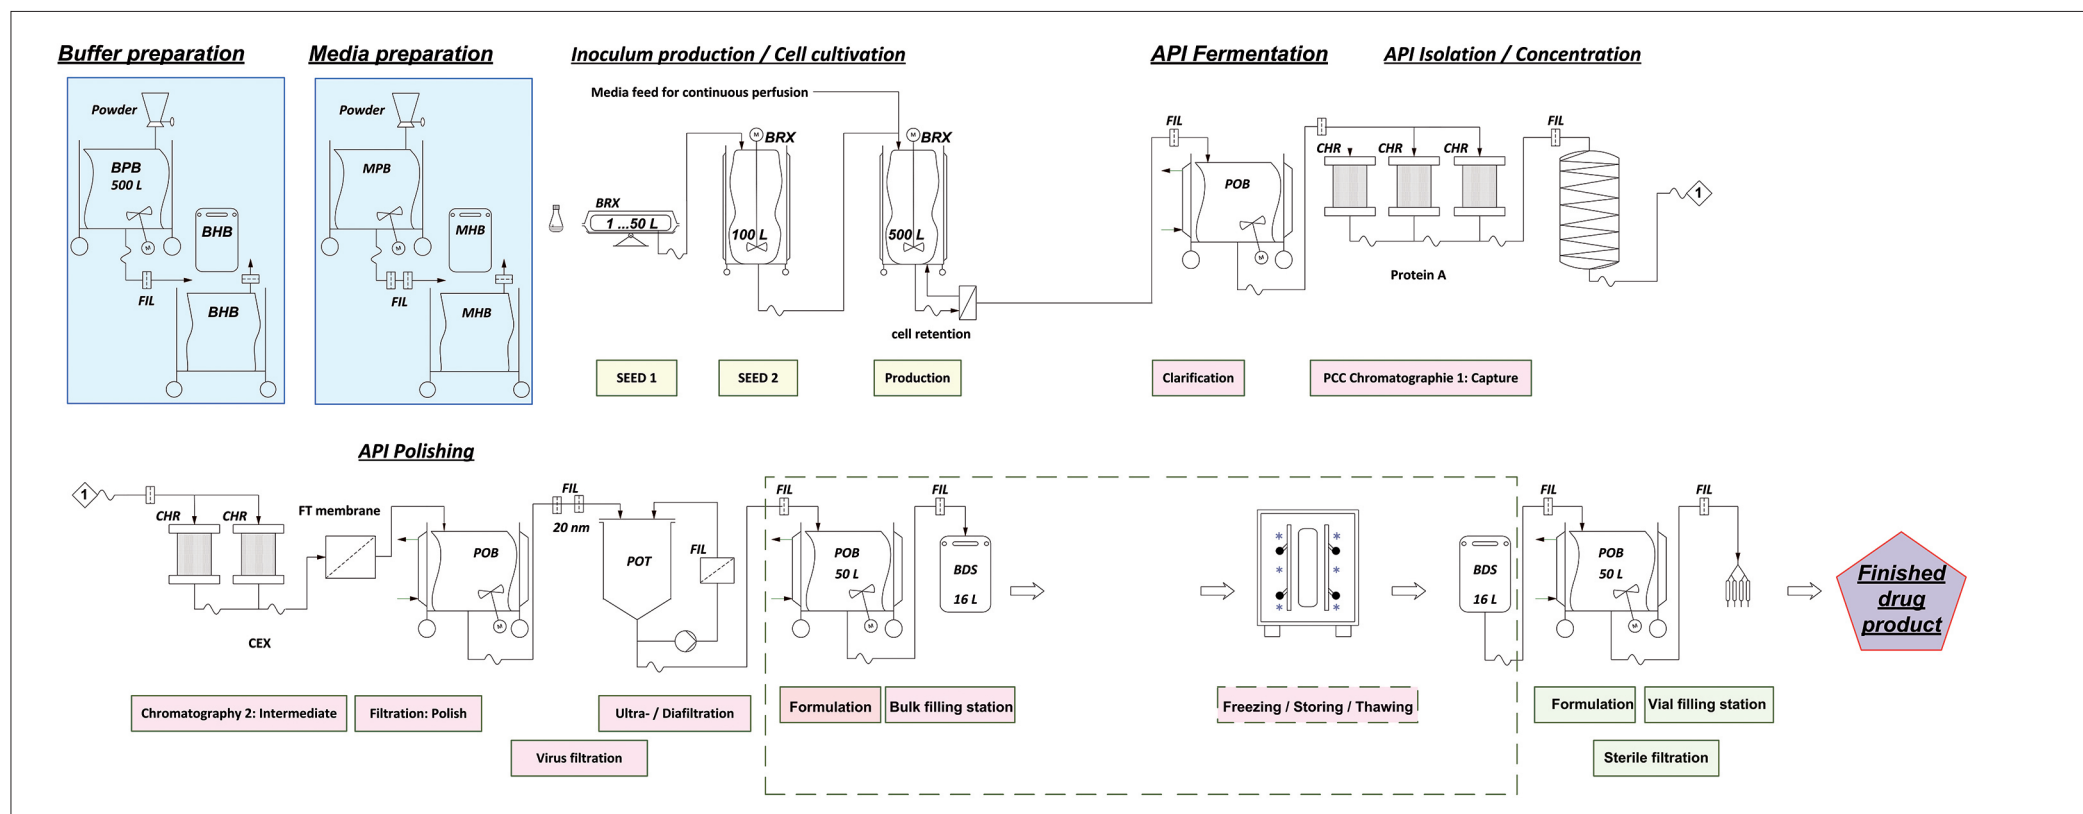 Buffer preparation
Media preparation
Inoculum production / Cell cultivation
API Fermentation
API Isolation / Concentration
Powder
BPB
500 L
BHB
FIL
BHB
Powder
MPB
MHB
FIL
MHB
Media feed for continuous perfusion
BRX
1 ...50 L
M
BRX
100 L
M
BRX
500 L
cell retention
SEED 1
SEED 2
Production
FIL
POB
M
CHR
CHR
CHR
Protein A
FIL
1
Clarification
PCC Chromatographie 1: Capture
API Polishing
1
CHR
CHR
CEX
FT membrane
POB
M
FIL
20 nm
POT
FIL
FIL
POB
50 L
M
FIL
BDS
16 L
BDS
16 L
FIL
POB
50 L
M
FIL
Finished
drug
product
Chromatography 2: Intermediate
Filtration: Polish
Virus filtration
Ultra- / Diafiltration
Formulation
Bulk filling station
Freezing / Storing / Thawing
Formulation
Vial filling station
Sterile filtration